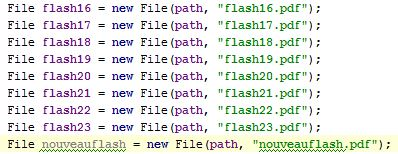 File flash16 = new File(path, "flash16.pdf");
File flash17 = new File(path, "flash17.pdf");
File flash18 = new File(path, "flash18.pdf");
File flash19 = new File(path, "flash19.pdf");
File flash20 = new File(path, "flash20.pdf");
File flash21 = new File(path, "flash21.pdf");
File flash22 = new File(path, "flash22.pdf");
File flash23 = new File(path, "flash23.pdf");
File nouveauflash = new File(path, "nouveauflash.pdf");